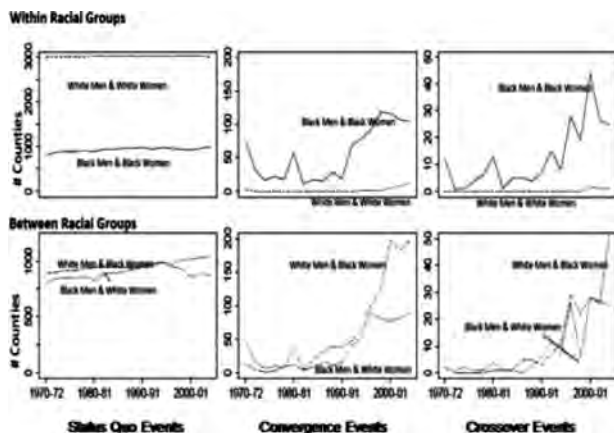 Within Racial Groups
3000
1000
0
# Counties
White Men & White Women
Black Men & Black Women
200
150
100
50
0
Black Men & Black Women
White Men & White Women
50
40
30
20
10
0
Black Men & Black Women
White Men & White Women
Between Racial Groups
1000
500
0
# Counties
White Men & Black Women
Black Men & White Women
200
150
100
50
0
White Men & Black Women
Black Men & White Women
50
40
30
20
10
0
White Men & Black Women
Black Men & White Women
1970-72 1980-81 1990-91 2000-01
1970-72 1980-81 1990-91 2000-01
1970-72 1980-81 1990-91 2000-01
Status Quo Events
Convergence Events
Crossover Events